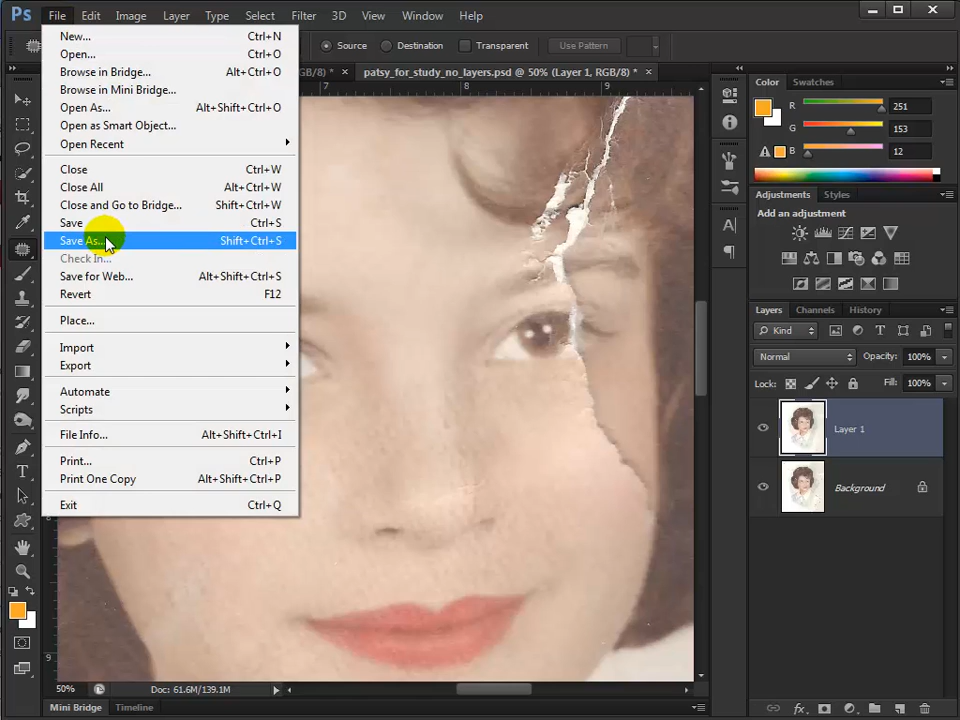 Ps File Edit Image Layer Type Select Filter 3D View Window Help
Source Destination Transparent Use Pattern
GB/8) * × patsy_for_study_no_layers.psd @ 50% (Layer 1, RGB/8) * ×
New... Ctrl+N
Open... Ctrl+O
Browse in Bridge... Alt+Ctrl+O
Browse in Mini Bridge...
Open As... Alt+Shift+Ctrl+O
Open as Smart Object...
Open Recent
Close Ctrl+W
Close All Alt+Ctrl+W
Close and Go to Bridge... Shift+Ctrl+W
Save Ctrl+S
Save As... Shift+Ctrl+S
Check In...
Save for Web... Alt+Shift+Ctrl+S
Revert F12
Place...
Import
Export
Automate
Scripts
File Info... Alt+Shift+Ctrl+I
Print... Ctrl+P
Print One Copy Alt+Shift+Ctrl+P
Exit Ctrl+Q
7 8 9
8
9
Color Swatches
R 251
G 153
B 12
Adjustments Styles
Add an adjustment
Layers Channels History
Kind
Normal Opacity: 100%
Lock: Fill: 100%
Layer 1
Background
50% Doc: 61.6M/139.1M
Mini Bridge Timeline